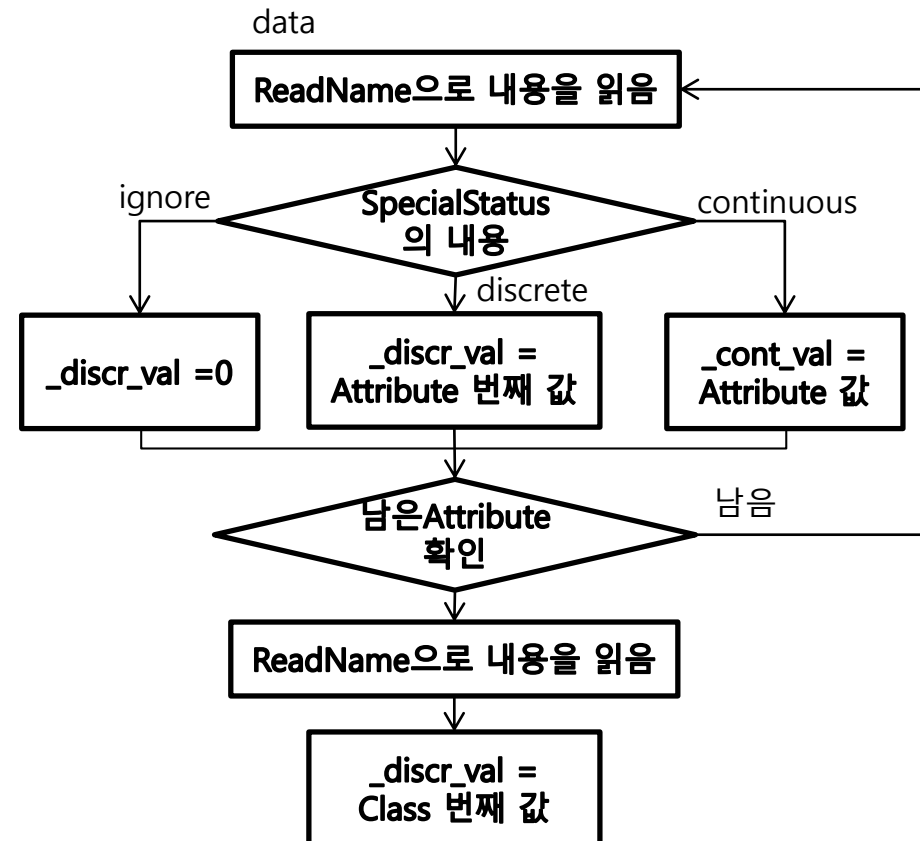 data
ReadName으로 내용을 읽음
ignore
SpecialStatus
의 내용
continuous
discrete
_discr_val =0
_discr_val =
Attribute 번째 값
_cont_val =
Attribute 값
남은Attribute
확인
남음
ReadName으로 내용을 읽음
_discr_val =
Class 번째 값